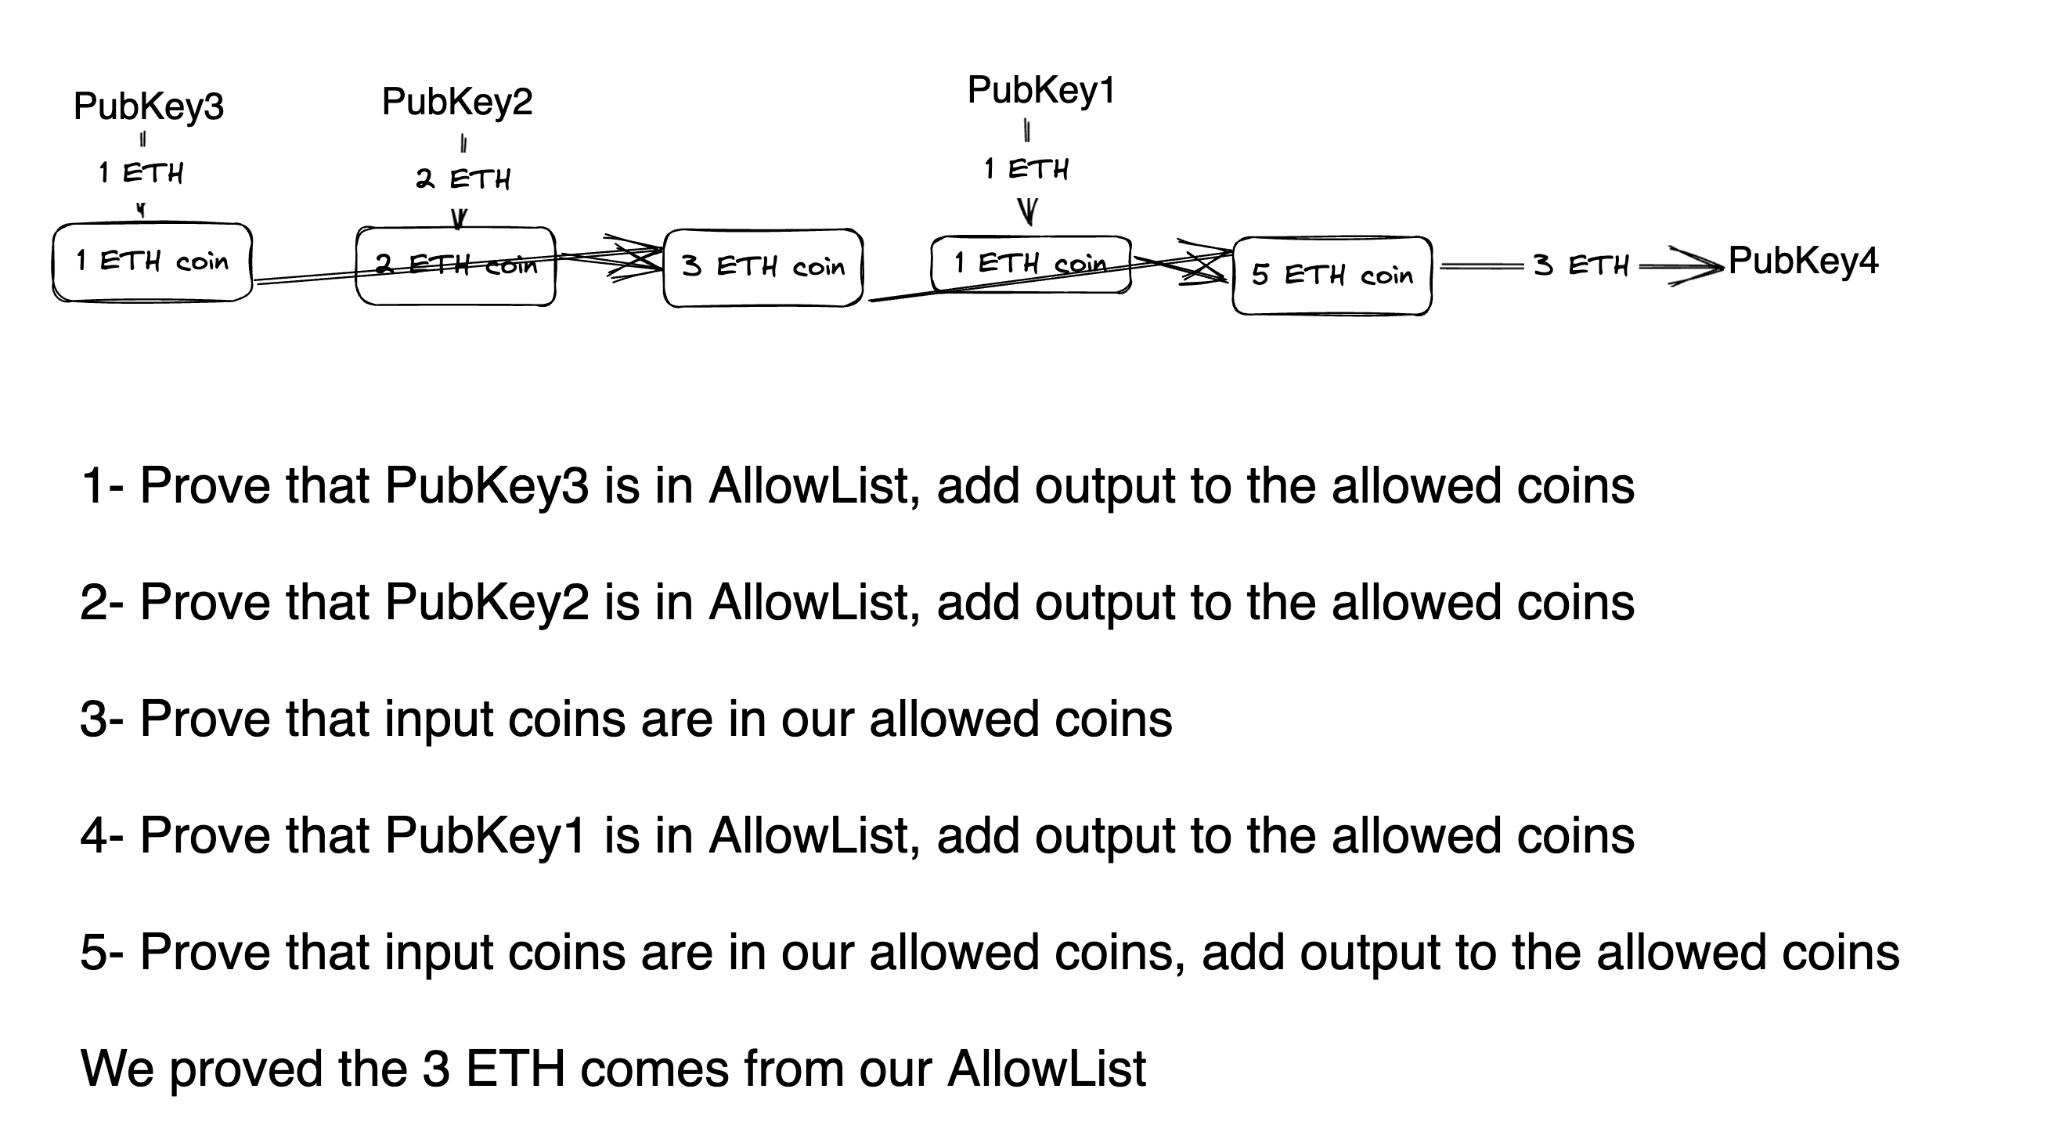 PubKey3
PubKey2
PubKey1
1 ETH
2 ETH
1 ETH
1 ETH coin
2 ETH coin
3 ETH coin
1 ETH coin
5 ETH coin
3 ETH
PubKey4
1- Prove that PubKey3 is in AllowList, add output to the allowed coins
2- Prove that PubKey2 is in AllowList, add output to the allowed coins
3- Prove that input coins are in our allowed coins
4- Prove that PubKey1 is in AllowList, add output to the allowed coins
5- Prove that input coins are in our allowed coins, add output to the allowed coins
We proved the 3 ETH comes from our AllowList